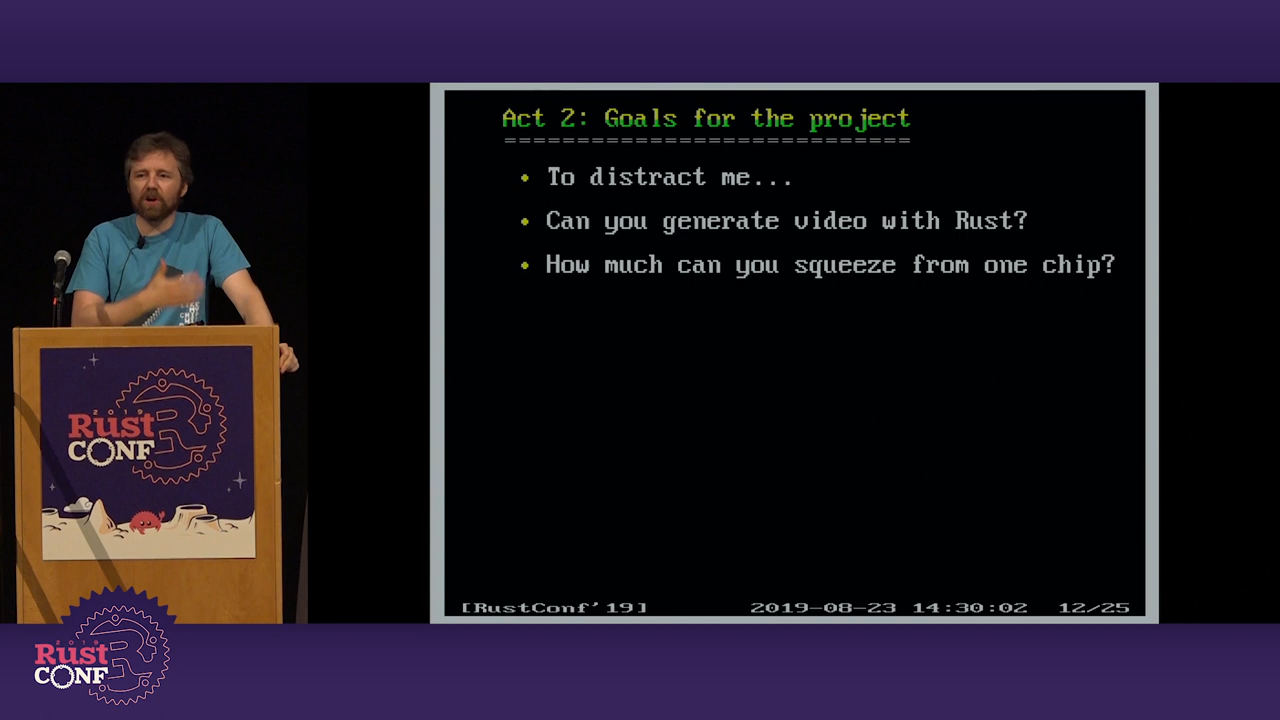 Act 2: Goals for the project
============================
• To distract me...
• Can you generate video with Rust?
• How much can you squeeze from one chip?
[RustConf'19] 2019-08-23 14:30:02 12/25
2019
Rust
CONF
2019
Rust
CONF